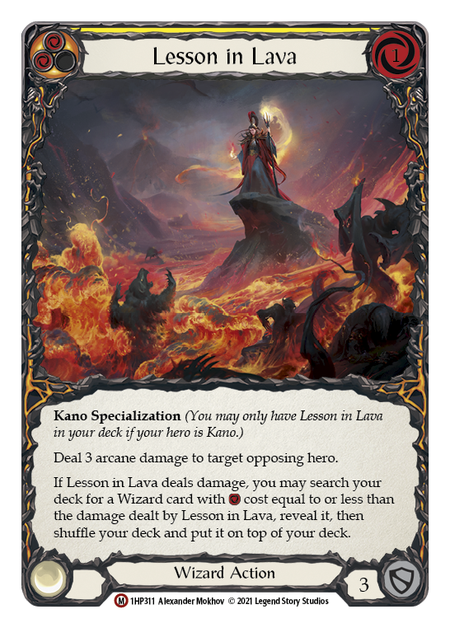 Lesson in Lava
1
Kano Specialization (You may only have Lesson in Lava
in your deck if your hero is Kano.)
Deal 3 arcane damage to target opposing hero.
If Lesson in Lava deals damage, you may search your
deck for a Wizard card with cost equal to or less than
the damage dealt by Lesson in Lava, reveal it, then
shuffle your deck and put it on top of your deck.
Wizard Action
3
M 1HP311 Alexander Mokhov © 2021 Legend Story Studios